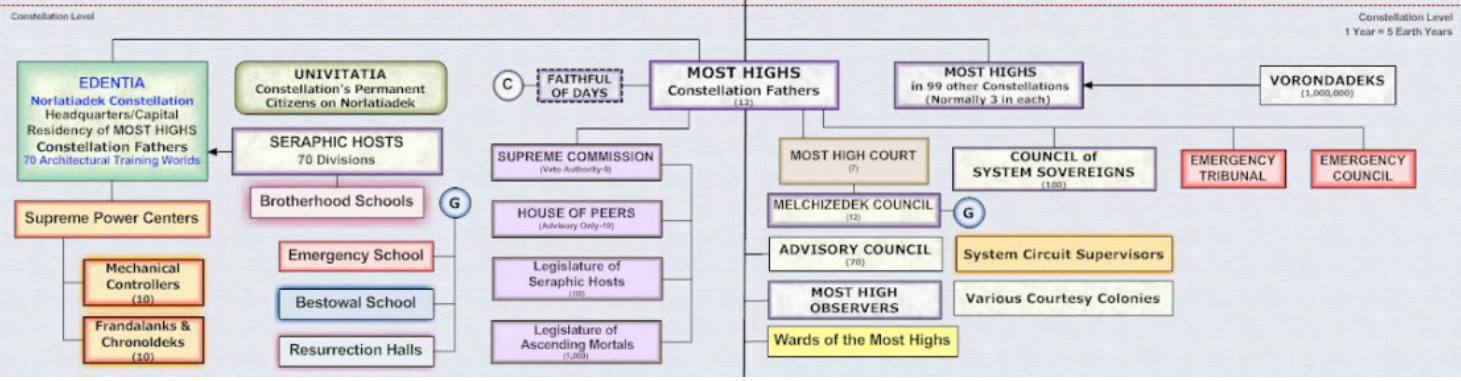 Constellation Level
Constellation Level
1 Year = 5 Earth Years
EDENTIA
Norlatiadek Constellation
Headquarters/Capital
Residency of MOST HIGHS
Constellation Fathers
70 Architectural Training Worlds
UNIVITATIA
Constellation's Permanent
Citizens on Norlatiadek
C
FAITHFUL
OF DAYS
MOST HIGHS
Constellation Fathers
(12)
MOST HIGHS
in 99 other Constellations
(Normally 3 in each)
VORONDADEKS
(1,000,000)
SERAPHIC HOSTS
70 Divisions
Brotherhood Schools
G
Emergency School
Bestowal School
Resurrection Halls
Supreme Power Centers
Mechanical
Controllers
(10)
Frandalanks &
Chronoldeks
(10)
SUPREME COMMISSION
(Veto Authority-9)
HOUSE OF PEERS
(Advisory Only-10)
Legislature of
Seraphic Hosts
(100)
Legislature of
Ascending Mortals
(1,000)
MOST HIGH COURT
(7)
MELCHIZEDEK COUNCIL
(12)
G
ADVISORY COUNCIL
(70)
MOST HIGH
OBSERVERS
Wards of the Most Highs
COUNCIL of
SYSTEM SOVEREIGNS
(100)
EMERGENCY
TRIBUNAL
EMERGENCY
COUNCIL
System Circuit Supervisors
Various Courtesy Colonies